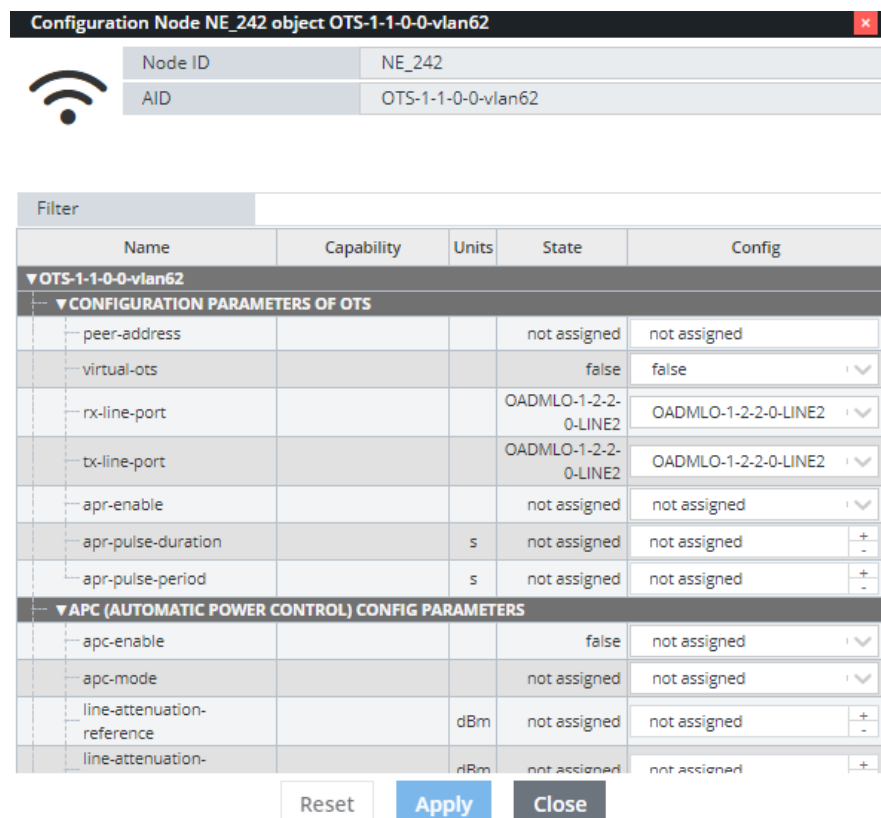 Configuration Node NE_242 object OTS-1-1-0-0-vlan62 ×
Node ID NE_242
AID OTS-1-1-0-0-vlan62
Filter
Name Capability Units State Config
▼OTS-1-1-0-0-vlan62
▼CONFIGURATION PARAMETERS OF OTS
peer-address not assigned not assigned
virtual-ots false false
rx-line-port OADMLO-1-2-2-0-LINE2 OADMLO-1-2-2-0-LINE2
tx-line-port OADMLO-1-2-2-0-LINE2 OADMLO-1-2-2-0-LINE2
apr-enable not assigned not assigned
apr-pulse-duration s not assigned not assigned + -
apr-pulse-period s not assigned not assigned + -
▼APC (AUTOMATIC POWER CONTROL) CONFIG PARAMETERS
apc-enable false not assigned
apc-mode not assigned not assigned
line-attenuation-
reference dBm not assigned not assigned + -
line-attenuation-
dBm not assigned not assigned +
Reset Apply Close